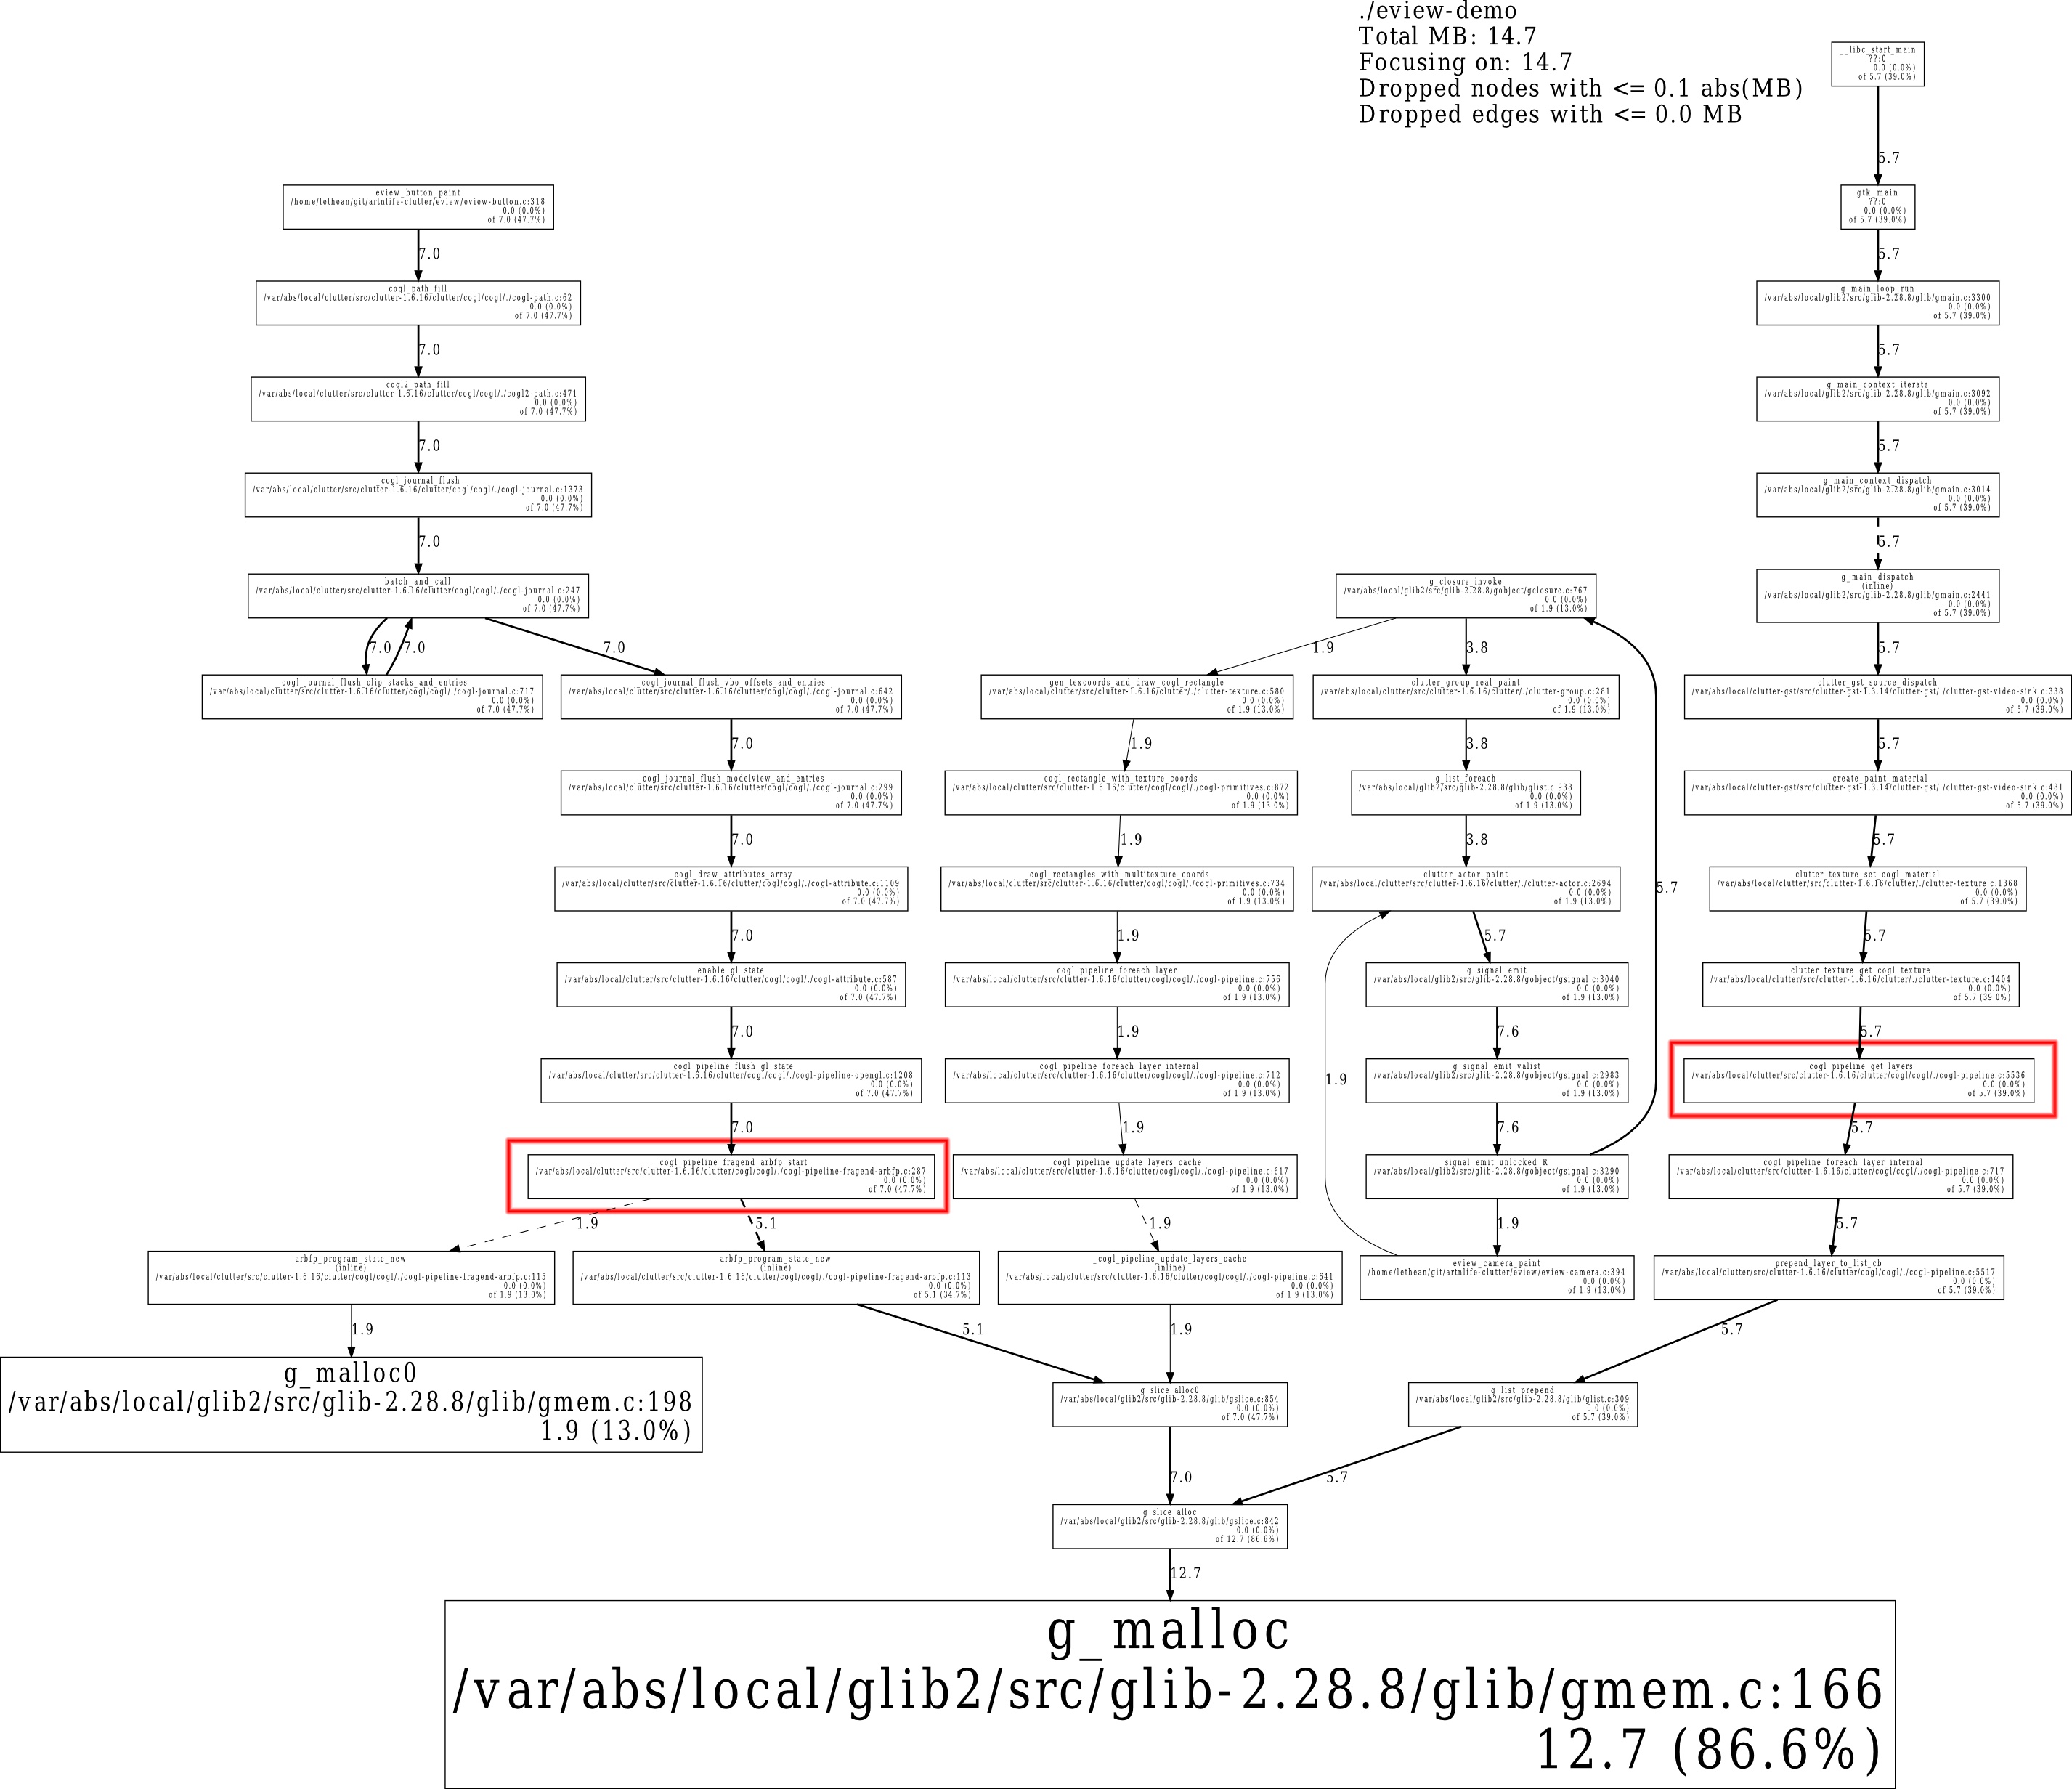 ./eview-demo
Total MB: 14.7
Focusing on: 14.7
Dropped nodes with <= 0.1 abs(MB)
Dropped edges with <= 0.0 MB
__libc_start_main
??:0
0.0 (0.0%)
of 5.7 (39.0%)
5.7
gtk_main
??:0
0.0 (0.0%)
of 5.7 (39.0%)
5.7
g_main_loop_run
/var/abs/local/glib2/src/glib-2.28.8/glib/gmain.c:3300
0.0 (0.0%)
of 5.7 (39.0%)
5.7
g_main_context_iterate
/var/abs/local/glib2/src/glib-2.28.8/glib/gmain.c:3092
0.0 (0.0%)
of 5.7 (39.0%)
5.7
g_main_context_dispatch
/var/abs/local/glib2/src/glib-2.28.8/glib/gmain.c:3014
0.0 (0.0%)
of 5.7 (39.0%)
5.7
g_main_dispatch
(inline)
/var/abs/local/glib2/src/glib-2.28.8/glib/gmain.c:2441
0.0 (0.0%)
of 5.7 (39.0%)
5.7
clutter_gst_source_dispatch
/var/abs/local/clutter-gst/src/clutter-gst-1.3.14/clutter-gst/./clutter-gst-video-sink.c:338
0.0 (0.0%)
of 5.7 (39.0%)
5.7
create_paint_material
/var/abs/local/clutter-gst/src/clutter-gst-1.3.14/clutter-gst/./clutter-gst-video-sink.c:481
0.0 (0.0%)
of 5.7 (39.0%)
5.7
clutter_texture_set_cogl_material
/var/abs/local/clutter/src/clutter-1.6.16/clutter/./clutter-texture.c:1368
0.0 (0.0%)
of 5.7 (39.0%)
5.7
clutter_texture_get_cogl_texture
/var/abs/local/clutter/src/clutter-1.6.16/clutter/./clutter-texture.c:1404
0.0 (0.0%)
of 5.7 (39.0%)
5.7
cogl_pipeline_get_layers
/var/abs/local/clutter/src/clutter-1.6.16/clutter/cogl/cogl/./cogl-pipeline.c:5536
0.0 (0.0%)
of 5.7 (39.0%)
5.7
_cogl_pipeline_foreach_layer_internal
/var/abs/local/clutter/src/clutter-1.6.16/clutter/cogl/cogl/./cogl-pipeline.c:717
0.0 (0.0%)
of 5.7 (39.0%)
5.7
prepend_layer_to_list_cb
/var/abs/local/clutter/src/clutter-1.6.16/clutter/cogl/cogl/./cogl-pipeline.c:5517
0.0 (0.0%)
of 5.7 (39.0%)
5.7
g_list_prepend
/var/abs/local/glib2/src/glib-2.28.8/glib/glist.c:309
0.0 (0.0%)
of 5.7 (39.0%)
5.7
eview_button_paint
/home/lethean/git/artnlife-clutter/eview/eview-button.c:318
0.0 (0.0%)
of 7.0 (47.7%)
7.0
cogl_path_fill
/var/abs/local/clutter/src/clutter-1.6.16/clutter/cogl/cogl/./cogl-path.c:62
0.0 (0.0%)
of 7.0 (47.7%)
7.0
cogl2_path_fill
/var/abs/local/clutter/src/clutter-1.6.16/clutter/cogl/cogl/./cogl2-path.c:471
0.0 (0.0%)
of 7.0 (47.7%)
7.0
_cogl_journal_flush
/var/abs/local/clutter/src/clutter-1.6.16/clutter/cogl/cogl/./cogl-journal.c:1373
0.0 (0.0%)
of 7.0 (47.7%)
7.0
batch_and_call
/var/abs/local/clutter/src/clutter-1.6.16/clutter/cogl/cogl/./cogl-journal.c:247
0.0 (0.0%)
of 7.0 (47.7%)
7.0
7.0
7.0
_cogl_journal_flush_clip_stacks_and_entries
/var/abs/local/clutter/src/clutter-1.6.16/clutter/cogl/cogl/./cogl-journal.c:717
0.0 (0.0%)
of 7.0 (47.7%)
_cogl_journal_flush_vbo_offsets_and_entries
/var/abs/local/clutter/src/clutter-1.6.16/clutter/cogl/cogl/./cogl-journal.c:642
0.0 (0.0%)
of 7.0 (47.7%)
7.0
_cogl_journal_flush_modelview_and_entries
/var/abs/local/clutter/src/clutter-1.6.16/clutter/cogl/cogl/./cogl-journal.c:299
0.0 (0.0%)
of 7.0 (47.7%)
7.0
_cogl_draw_attributes_array
/var/abs/local/clutter/src/clutter-1.6.16/clutter/cogl/cogl/./cogl-attribute.c:1109
0.0 (0.0%)
of 7.0 (47.7%)
7.0
enable_gl_state
/var/abs/local/clutter/src/clutter-1.6.16/clutter/cogl/cogl/./cogl-attribute.c:587
0.0 (0.0%)
of 7.0 (47.7%)
7.0
_cogl_pipeline_flush_gl_state
/var/abs/local/clutter/src/clutter-1.6.16/clutter/cogl/cogl/./cogl-pipeline-opengl.c:1208
0.0 (0.0%)
of 7.0 (47.7%)
7.0
_cogl_pipeline_fragend_arbfp_start
/var/abs/local/clutter/src/clutter-1.6.16/clutter/cogl/cogl/./cogl-pipeline-fragend-arbfp.c:287
0.0 (0.0%)
of 7.0 (47.7%)
1.9
5.1
arbfp_program_state_new
(inline)
/var/abs/local/clutter/src/clutter-1.6.16/clutter/cogl/cogl/./cogl-pipeline-fragend-arbfp.c:115
0.0 (0.0%)
of 1.9 (13.0%)
1.9
g_malloc0
/var/abs/local/glib2/src/glib-2.28.8/glib/gmem.c:198
1.9 (13.0%)
arbfp_program_state_new
(inline)
/var/abs/local/clutter/src/clutter-1.6.16/clutter/cogl/cogl/./cogl-pipeline-fragend-arbfp.c:113
0.0 (0.0%)
of 5.1 (34.7%)
5.1
g_closure_invoke
/var/abs/local/glib2/src/glib-2.28.8/gobject/gclosure.c:767
0.0 (0.0%)
of 1.9 (13.0%)
1.9
3.8
gen_texcoords_and_draw_cogl_rectangle
/var/abs/local/clutter/src/clutter-1.6.16/clutter/./clutter-texture.c:580
0.0 (0.0%)
of 1.9 (13.0%)
1.9
cogl_rectangle_with_texture_coords
/var/abs/local/clutter/src/clutter-1.6.16/clutter/cogl/cogl/./cogl-primitives.c:872
0.0 (0.0%)
of 1.9 (13.0%)
1.9
_cogl_rectangles_with_multitexture_coords
/var/abs/local/clutter/src/clutter-1.6.16/clutter/cogl/cogl/./cogl-primitives.c:734
0.0 (0.0%)
of 1.9 (13.0%)
1.9
cogl_pipeline_foreach_layer
/var/abs/local/clutter/src/clutter-1.6.16/clutter/cogl/cogl/./cogl-pipeline.c:756
0.0 (0.0%)
of 1.9 (13.0%)
1.9
_cogl_pipeline_foreach_layer_internal
/var/abs/local/clutter/src/clutter-1.6.16/clutter/cogl/cogl/./cogl-pipeline.c:712
0.0 (0.0%)
of 1.9 (13.0%)
1.9
_cogl_pipeline_update_layers_cache
/var/abs/local/clutter/src/clutter-1.6.16/clutter/cogl/cogl/./cogl-pipeline.c:617
0.0 (0.0%)
of 1.9 (13.0%)
1.9
_cogl_pipeline_update_layers_cache
(inline)
/var/abs/local/clutter/src/clutter-1.6.16/clutter/cogl/cogl/./cogl-pipeline.c:641
0.0 (0.0%)
of 1.9 (13.0%)
1.9
clutter_group_real_paint
/var/abs/local/clutter/src/clutter-1.6.16/clutter/./clutter-group.c:281
0.0 (0.0%)
of 1.9 (13.0%)
3.8
g_list_foreach
/var/abs/local/glib2/src/glib-2.28.8/glib/glist.c:938
0.0 (0.0%)
of 1.9 (13.0%)
3.8
clutter_actor_paint
/var/abs/local/clutter/src/clutter-1.6.16/clutter/./clutter-actor.c:2694
0.0 (0.0%)
of 1.9 (13.0%)
5.7
5.7
g_signal_emit
/var/abs/local/glib2/src/glib-2.28.8/gobject/gsignal.c:3040
0.0 (0.0%)
of 1.9 (13.0%)
7.6
g_signal_emit_valist
/var/abs/local/glib2/src/glib-2.28.8/gobject/gsignal.c:2983
0.0 (0.0%)
of 1.9 (13.0%)
1.9
7.6
signal_emit_unlocked_R
/var/abs/local/glib2/src/glib-2.28.8/gobject/gsignal.c:3290
0.0 (0.0%)
of 1.9 (13.0%)
1.9
eview_camera_paint
/home/lethean/git/artnlife-clutter/eview/eview-camera.c:394
0.0 (0.0%)
of 1.9 (13.0%)
g_slice_alloc0
/var/abs/local/glib2/src/glib-2.28.8/glib/gslice.c:854
0.0 (0.0%)
of 7.0 (47.7%)
7.0
g_slice_alloc
/var/abs/local/glib2/src/glib-2.28.8/glib/gslice.c:842
0.0 (0.0%)
of 12.7 (86.6%)
12.7
g_malloc
/var/abs/local/glib2/src/glib-2.28.8/glib/gmem.c:166
12.7 (86.6%)